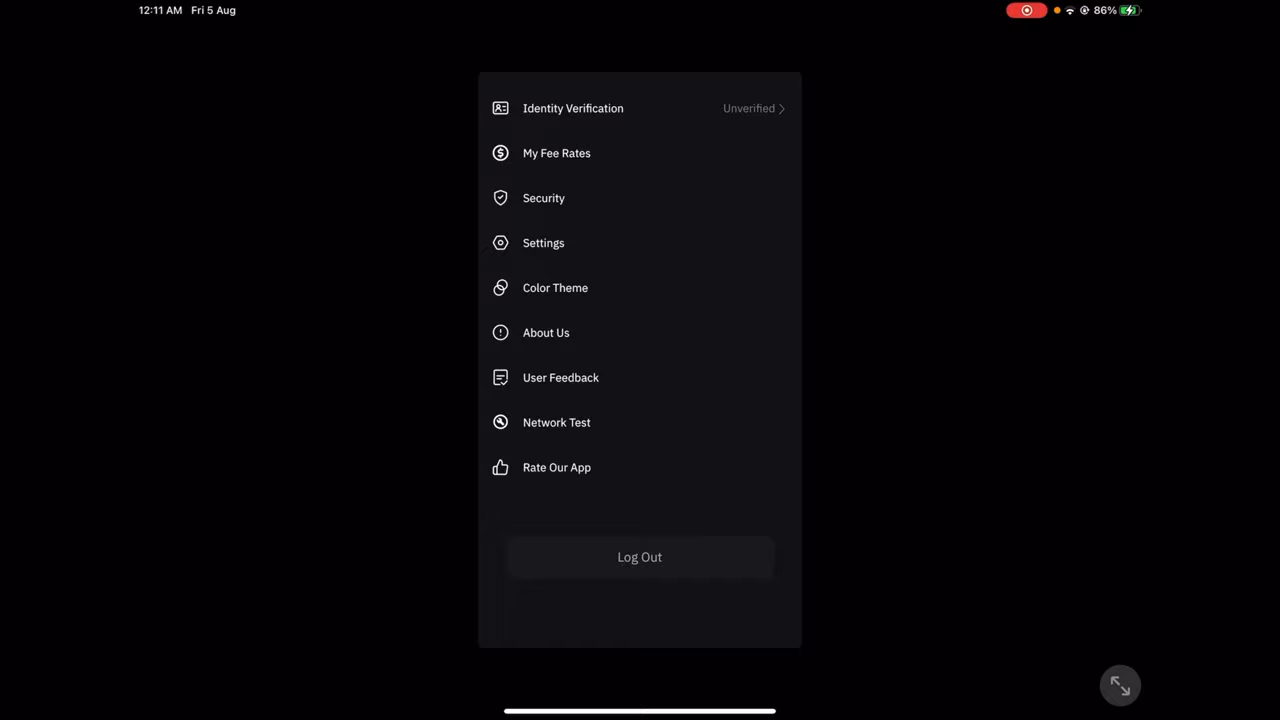 12:11 AM Fri 5 Aug
86%
Identity Verification Unverified
My Fee Rates
Security
Settings
Color Theme
About Us
User Feedback
Network Test
Rate Our App
Log Out